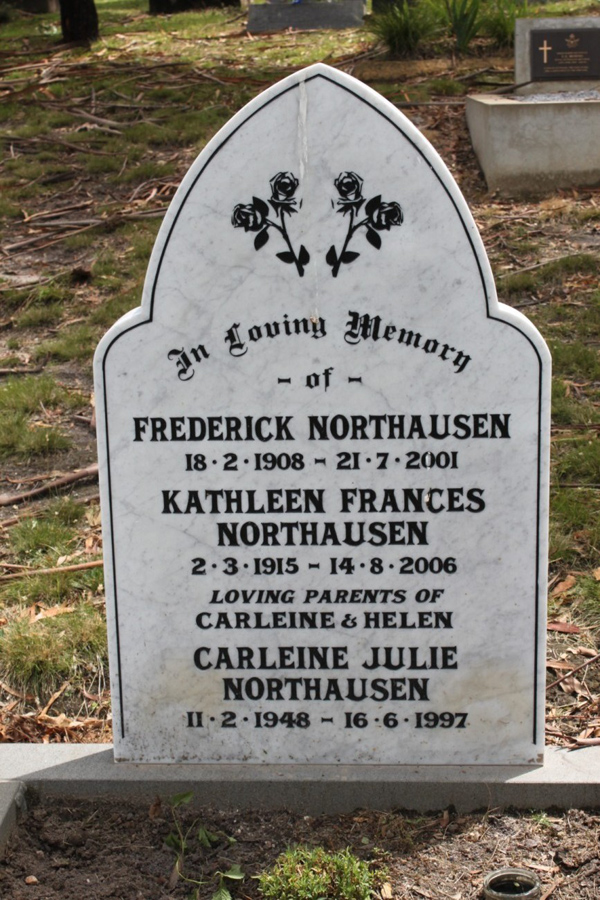 In Loving Memory
- of -
FREDERICK NORTHAUSEN
18·2·1908 - 21·7·2001
KATHLEEN FRANCES
NORTHAUSEN
2·3·1915 - 14·8·2006
LOVING PARENTS OF
CARLEINE & HELEN
CARLEINE JULIE
NORTHAUSEN
11·2·1948 - 16·6·1997